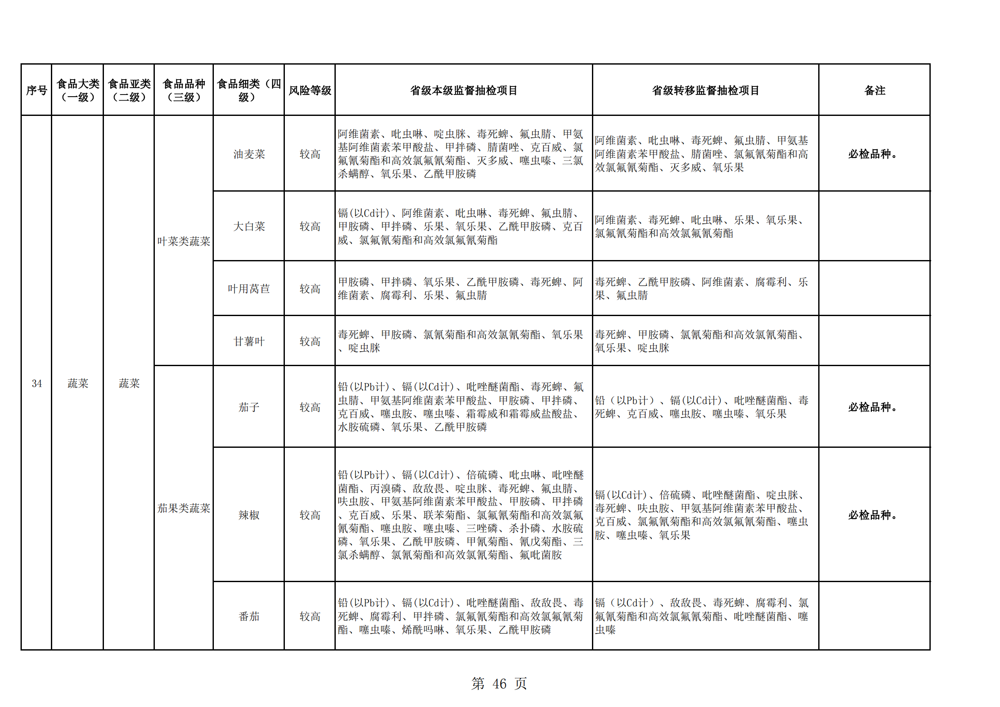 序号
食品大类
（一级）
食品亚类
（二级）
食品品种
（三级）
食品细类（四
级）
风险等级
省级本级监督抽检项目
省级转移监督抽检项目
备注
34
蔬菜
蔬菜
叶菜类蔬菜
油麦菜
较高
阿维菌素、吡虫啉、啶虫脒、毒死蜱、氟虫腈、甲氨
基阿维菌素苯甲酸盐、甲拌磷、腈菌唑、克百威、氯
氟氰菊酯和高效氯氟氰菊酯、灭多威、噻虫嗪、三氯
杀螨醇、氧乐果、乙酰甲胺磷
阿维菌素、吡虫啉、毒死蜱、氟虫腈、甲氨基
阿维菌素苯甲酸盐、腈菌唑、氯氟氰菊酯和高
效氯氟氰菊酯、灭多威、氧乐果
必检品种。
大白菜
较高
镉(以Cd计)、阿维菌素、吡虫啉、毒死蜱、氟虫腈、
甲胺磷、甲拌磷、乐果、氧乐果、乙酰甲胺磷、克百
威、氯氟氰菊酯和高效氯氟氰菊酯
阿维菌素、毒死蜱、吡虫啉、乐果、氧乐果、
氯氟氰菊酯和高效氯氟氰菊酯
叶用莴苣
较高
甲胺磷、甲拌磷、氧乐果、乙酰甲胺磷、毒死蜱、阿
维菌素、腐霉利、乐果、氟虫腈
毒死蜱、乙酰甲胺磷、阿维菌素、腐霉利、乐
果、氟虫腈
甘薯叶
较高
毒死蜱、甲胺磷、氯氰菊酯和高效氯氰菊酯、氧乐果
、啶虫脒
毒死蜱、甲胺磷、氯氰菊酯和高效氯氰菊酯、
氧乐果、啶虫脒
茄果类蔬菜
茄子
较高
铅(以Pb计)、镉(以Cd计)、吡唑醚菌酯、毒死蜱、氟
虫腈、甲氨基阿维菌素苯甲酸盐、甲胺磷、甲拌磷、
克百威、噻虫胺、噻虫嗪、霜霉威和霜霉威盐酸盐、
水胺硫磷、氧乐果、乙酰甲胺磷
铅（以Pb计）、镉(以Cd计)、吡唑醚菌酯、毒
死蜱、克百威、噻虫胺、噻虫嗪、氧乐果
必检品种。
辣椒
较高
铅(以Pb计)、镉(以Cd计)、倍硫磷、吡虫啉、吡唑醚
菌酯、丙溴磷、敌敌畏、啶虫脒、毒死蜱、氟虫腈、
呋虫胺、甲氨基阿维菌素苯甲酸盐、甲胺磷、甲拌磷
、克百威、乐果、联苯菊酯、氯氟氰菊酯和高效氯氟
氰菊酯、噻虫胺、噻虫嗪、三唑磷、杀扑磷、水胺硫
磷、氧乐果、乙酰甲胺磷、甲氰菊酯、氰戊菊酯、三
氯杀螨醇、氯氰菊酯和高效氯氰菊酯、氟吡菌胺
镉(以Cd计)、倍硫磷、吡唑醚菌酯、啶虫脒、
毒死蜱、呋虫胺、甲氨基阿维菌素苯甲酸盐、
克百威、氯氟氰菊酯和高效氯氟氰菊酯、噻虫
胺、噻虫嗪、氧乐果
必检品种。
番茄
较高
铅(以Pb计)、镉(以Cd计)、吡唑醚菌酯、敌敌畏、毒
死蜱、腐霉利、甲拌磷、氯氟氰菊酯和高效氯氟氰菊
酯、噻虫嗪、烯酰吗啉、氧乐果、乙酰甲胺磷
镉（以Cd计）、敌敌畏、毒死蜱、腐霉利、氯
氟氰菊酯和高效氯氟氰菊酯、吡唑醚菌酯、噻
虫嗪
第 46 页